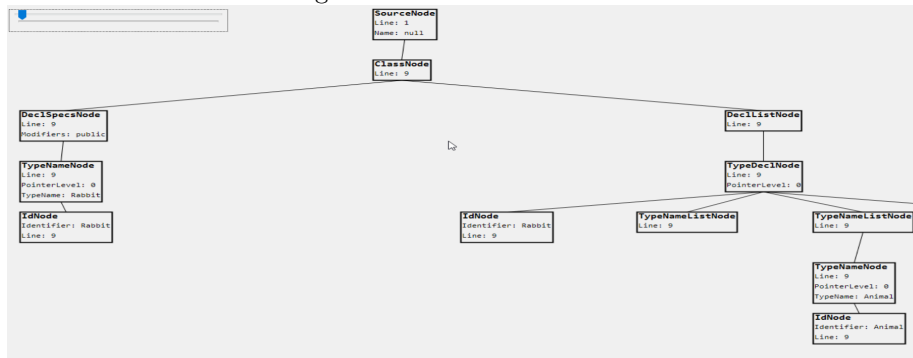 SourceNode
Line: 1
Name: null
ClassNode
Line: 9
DeclSpecsNode
Line: 9
Modifiers: public
DeclListNode
Line: 9
TypeNameNode
Line: 9
PointerLevel: 0
TypeName: Rabbit
TypeDeclNode
Line: 9
PointerLevel: 0
IdNode
Identifier: Rabbit
Line: 9
IdNode
Identifier: Rabbit
Line: 9
TypeNameListNode
Line: 9
TypeNameListNode
Line: 9
TypeNameNode
Line: 9
PointerLevel: 0
TypeName: Animal
IdNode
Identifier: Animal
Line: 9